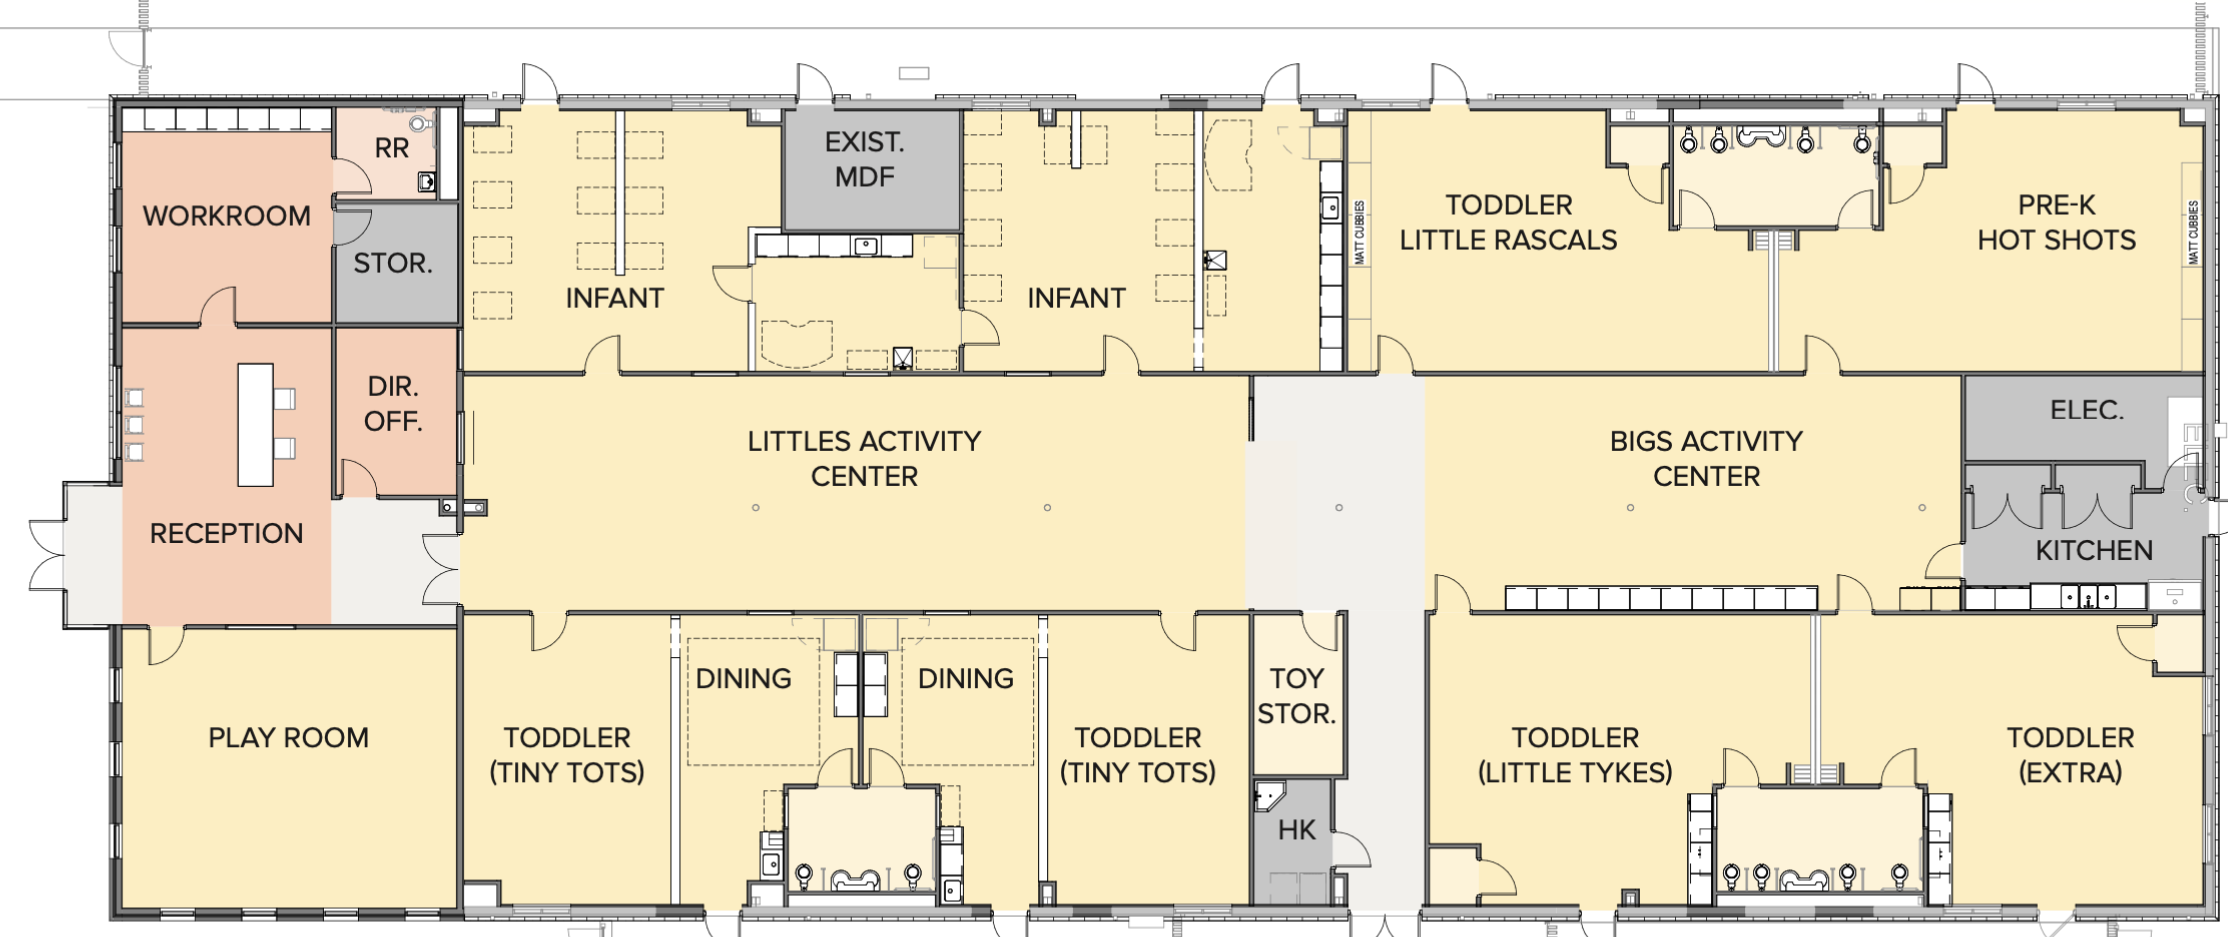 RR
EXIST.
MDF
WORKROOM
STOR.
INFANT
INFANT
MATT CUBBIES
TODDLER
LITTLE RASCALS
PRE-K
HOT SHOTS
MATT CUBBIES
DIR.
OFF.
RECEPTION
LITTLES ACTIVITY
CENTER
BIGS ACTIVITY
CENTER
ELEC.
KITCHEN
PLAY ROOM
TODDLER
(TINY TOTS)
DINING
DINING
TODDLER
(TINY TOTS)
TOY
STOR.
HK
TODDLER
(LITTLE TYKES)
TODDLER
(EXTRA)